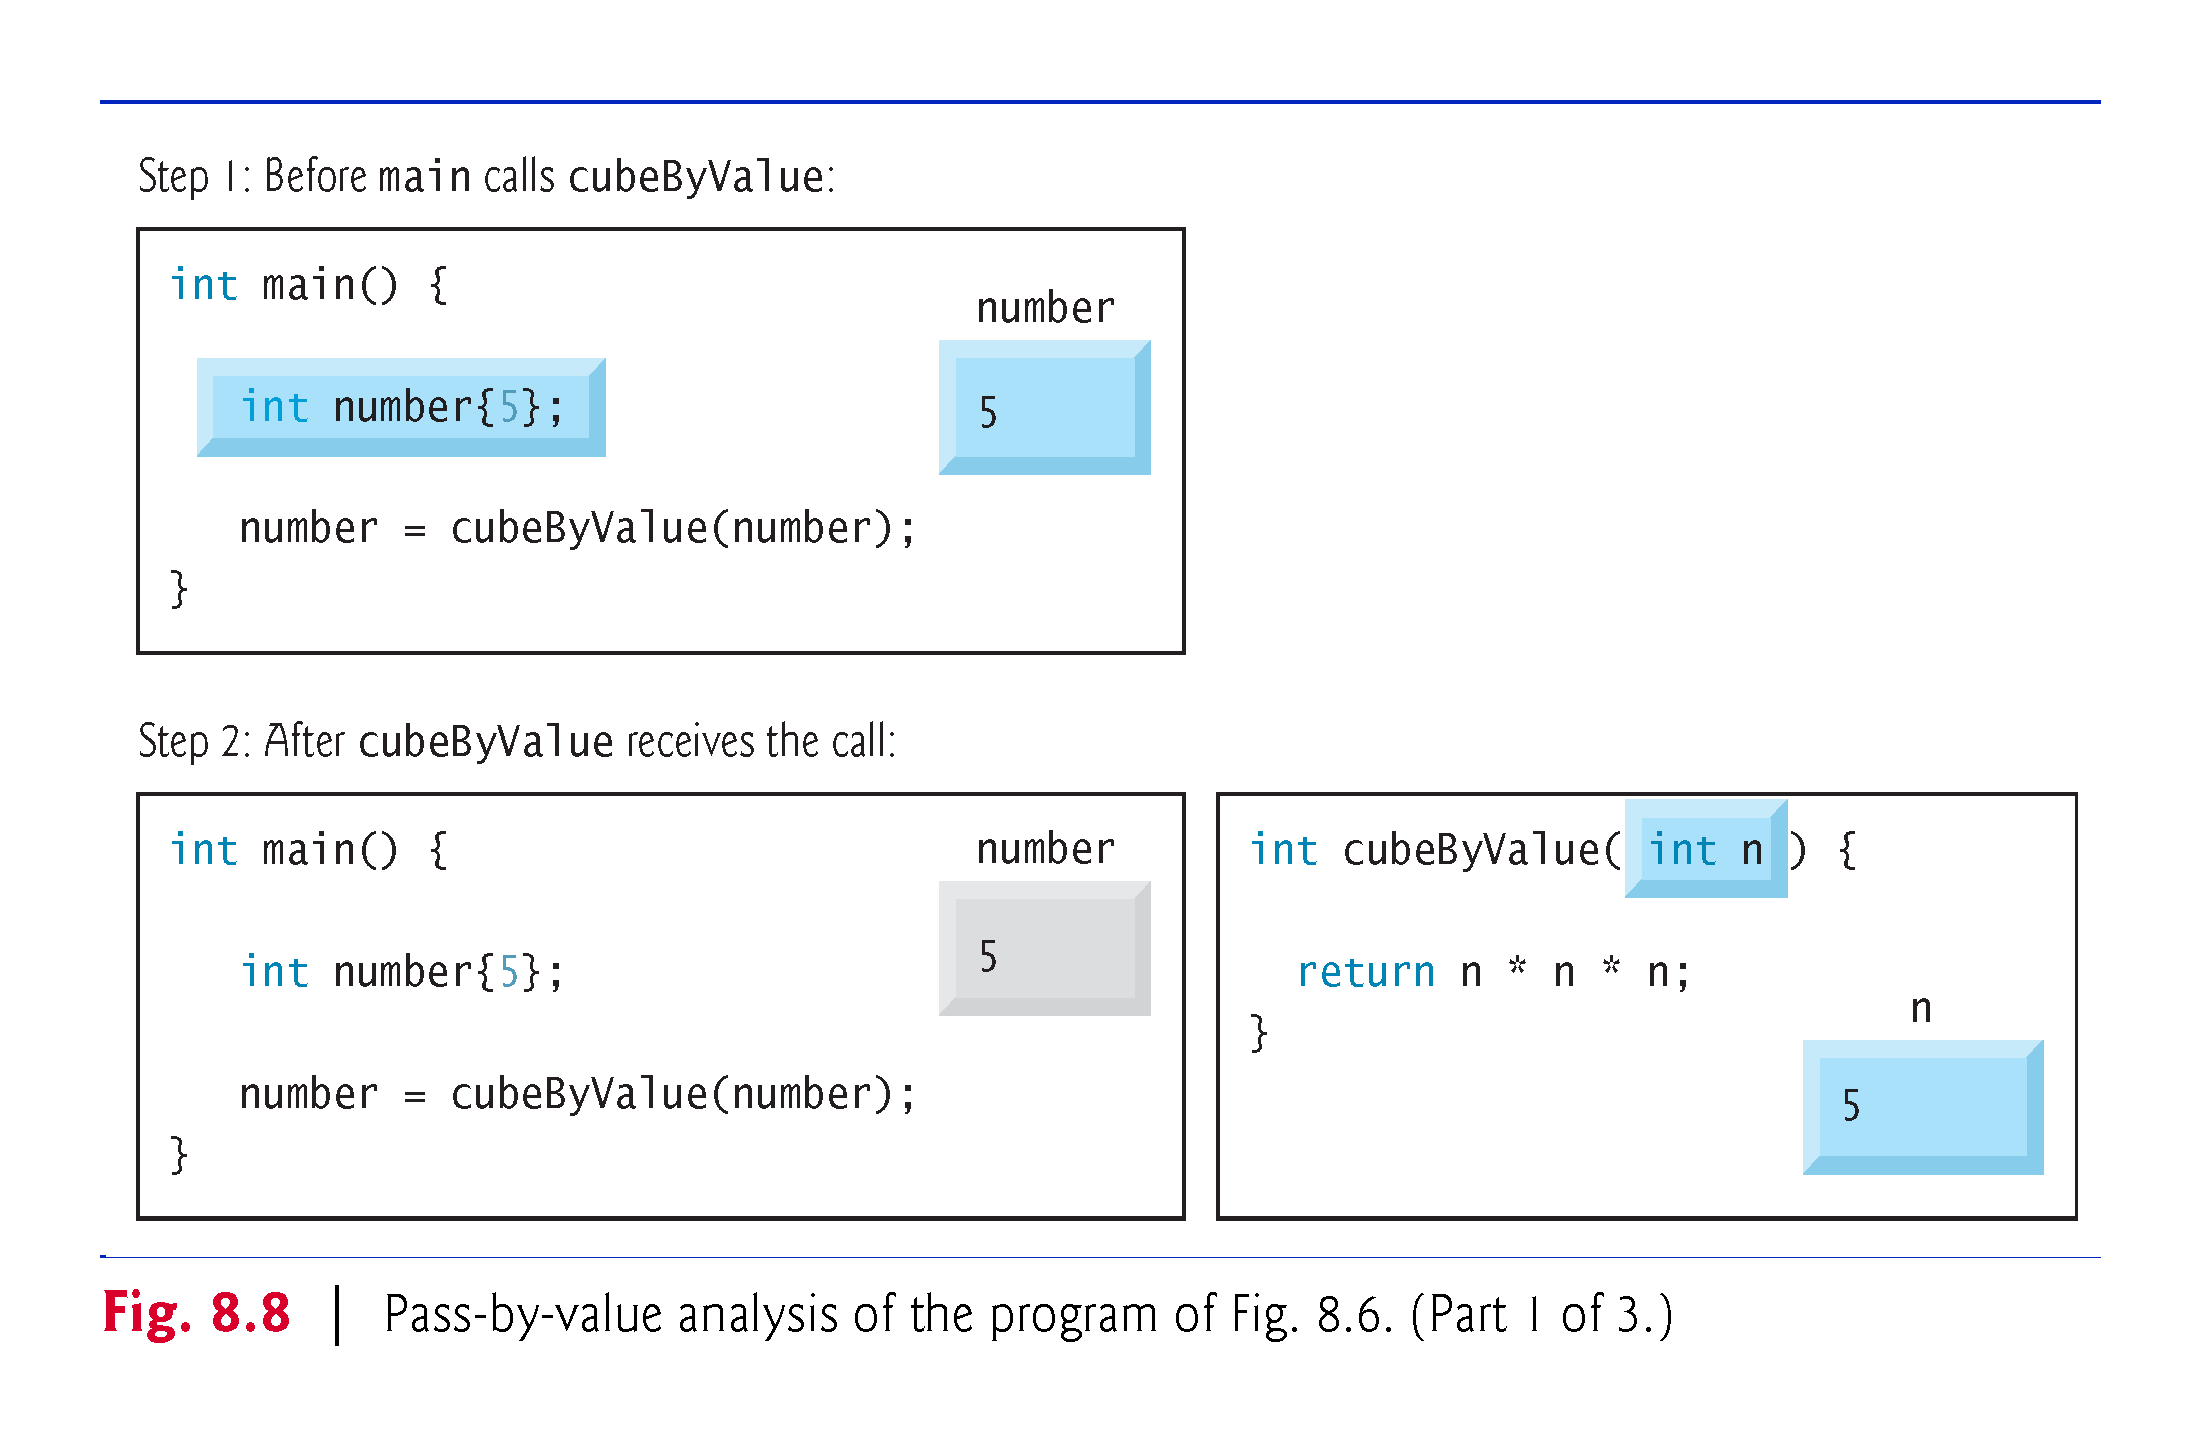 Step 1: Before main calls cubeByValue:
int main() {
number
int number{5};
5
number = cubeByValue(number);
}
Step 2: After cubeByValue receives the call:
int main() {
number
int number{5};
5
number = cubeByValue(number);
}
int cubeByValue( int n ) {
return n * n * n;
n
}
5
Fig. 8.8 | Pass-by-value analysis of the program of Fig. 8.6. (Part 1 of 3.)